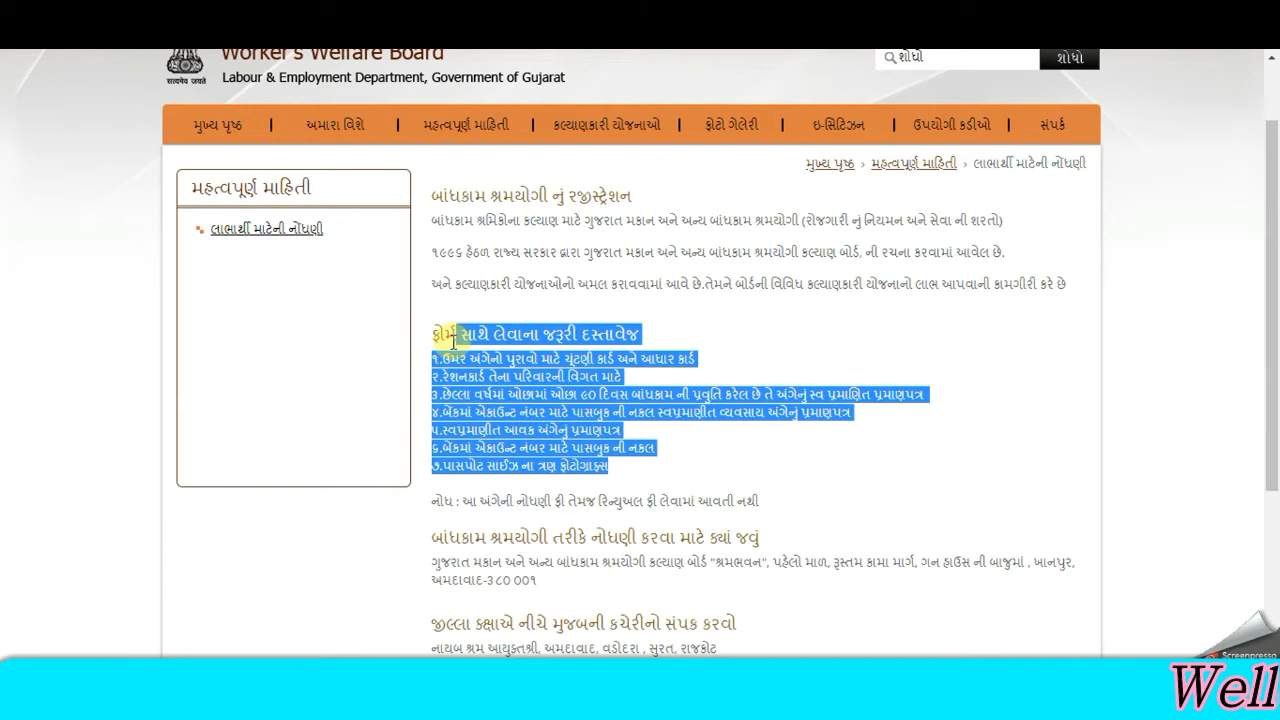 Worker's Welfare Board
Labour & Employment Department, Government of Gujarat
શોધો
શોધો
સત્યમેવ જયતે
મુખ્ય પૃષ્ઠ | અમારા વિશે | મહત્વપૂર્ણ માહિતી | કલ્યાણકારી યોજનાઓ | ફોટો ગેલેરી | ઇ-સિટિઝન | ઉપયોગી કડીઓ | સંપર્ક
મુખ્ય પૃષ્ઠ › મહત્વપૂર્ણ માહિતી › લાભાર્થી માટેની નોંધણી
મહત્વપૂર્ણ માહિતી
લાભાર્થી માટેની નોંધણી
બાંધકામ શ્રમયોગી નું રજીસ્ટ્રેશન
બાંધકામ શ્રમિકોના કલ્યાણ માટે ગુજરાત મકાન અને અન્ય બાંધકામ શ્રમયોગી (રોજગારી નું નિયમન અને સેવા ની શરતો)
૧૯૯૬ હેઠળ રાજ્ય સરકાર દ્રારા ગુજરાત મકાન અને અન્ય બાંધકામ શ્રમયોગી કલ્યાણ બોર્ડ, ની રચના કરવામાં આવેલ છે.
અને કલ્યાણકારી યોજનાઓનો અમલ કરાવવામાં આવે છે.તેમને બોર્ડની વિવિધ કલ્યાણકારી યોજનાનો લાભ આપવાની કામગીરી કરે છે
ફોર્મ સાથે લેવાના જરૂરી દસ્તાવેજ
૧.ઉંમર અંગેનો પુરાવો માટે ચૂંટણી કાર્ડ અને આધાર કાર્ડ
૨.રેશનકાર્ડ તેના પરિવારની વિગત માટે
૩.છેલ્લા વર્ષમાં ઓછામાં ઓછા ૯૦ દિવસ બાંધકામ ની પ્રવુતિ કરેલ છે તે અંગેનું સ્વ પ્રમાણિત પ્રમાણપત્ર
૪.બેંકમાં એકાઉન્ટ નંબર માટે પાસબુક ની નકલ સ્વપ્રમાણીત વ્યવસાય અંગેનું પ્રમાણપત્ર
૫.સ્વપ્રમાણીત આવક અંગેનું પ્રમાણપત્ર
૬.બેંકમાં એકાઉન્ટ નંબર માટે પાસબુક ની નકલ
૭.પાસપોટ સાઈઝ ના ત્રણ ફોટોગ્રાફ્સ
નોધ : આ અંગેની નોધણી ફી તેમજ રિન્યુઅલ ફી લેવામાં આવતી નથી
બાંધકામ શ્રમયોગી તરીકે નોધણી કરવા માટે ક્યાં જવું
ગુજરાત મકાન અને અન્ય બાંધકામ શ્રમયોગી કલ્યાણ બોર્ડ "શ્રમભવન", પહેલો માળ, રૂસ્તમ કામા માર્ગ, ગન હાઉસ ની બાજુમાં , ખાનપુર,
અમદાવાદ-૩૮૦ ૦૦૧
જીલ્લા ક્ક્ષાએ નીચે મુજબની કચેરીનો સંપક કરવો
નાયબ શ્રમ આયુક્તશ્રી, અમદાવાદ, વડોદરા , સુરત, રાજકોટ
Screenpresso
Well